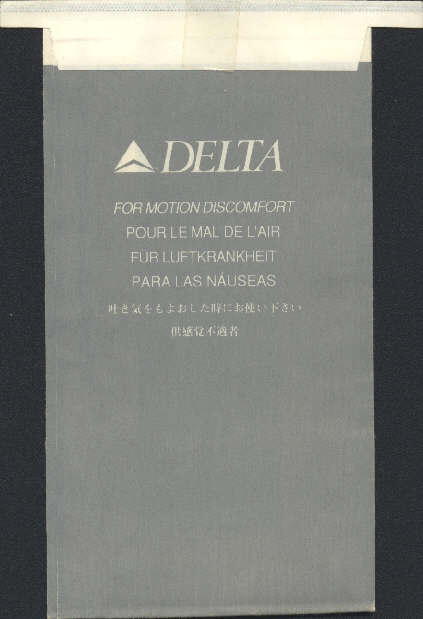 DELTA
FOR MOTION DISCOMFORT
POUR LE MAL DE L'AIR
FÜR LUFTKRANKHEIT
PARA LAS NÁUSEAS
吐き気をもよおした時にお使い下さい
供感覚不適者